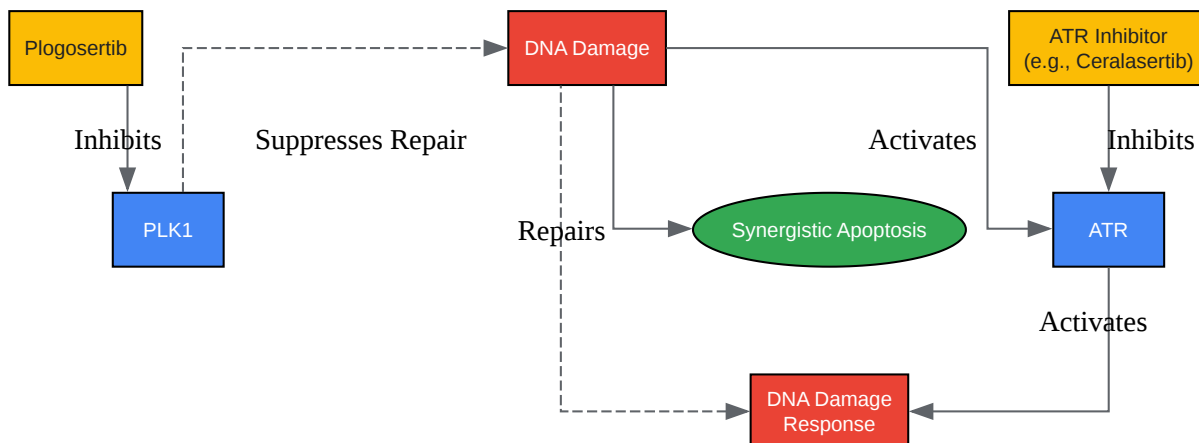 Plogosertib
DNA Damage
ATR Inhibitor
(e.g., Ceralasertib)
Inhibits
Suppresses Repair
Activates
Inhibits
PLK1
Repairs
Synergistic Apoptosis
ATR
Activates
DNA Damage
Response